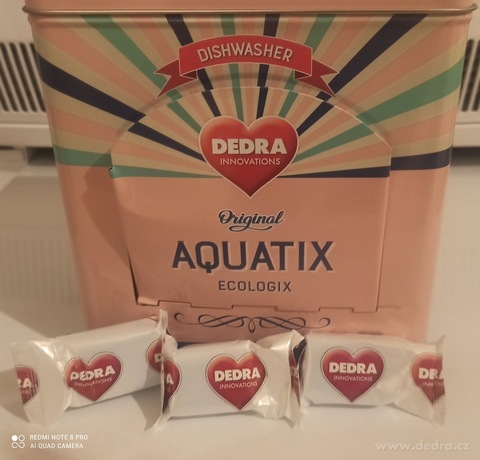 DISHWASHER
DEDRA
INNOVATIONS
Original
AQUATIX
ECOLOGIX
DEDRA
INNOVATIONS
DEDRA
INNOVATIONS
DEDRA
INNOVATIONS
REDMI NOTE 8 PRO
AI QUAD CAMERA
www.dedra.cz